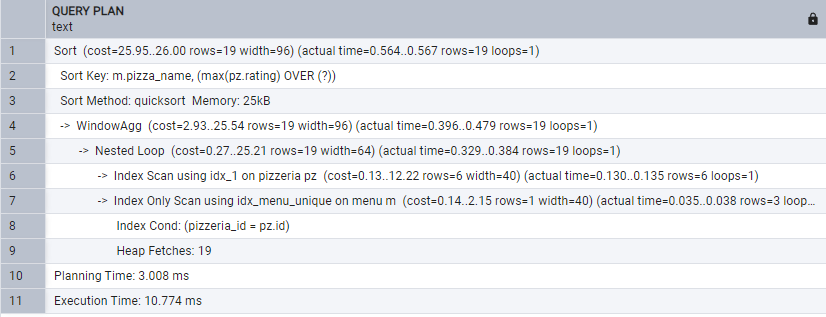 QUERY PLAN
text
1 Sort (cost=25.95..26.00 rows=19 width=96) (actual time=0.564..0.567 rows=19 loops=1)
2 Sort Key: m.pizza_name, (max(pz.rating) OVER (?))
3 Sort Method: quicksort Memory: 25kB
4 -> WindowAgg (cost=2.93..25.54 rows=19 width=96) (actual time=0.396..0.479 rows=19 loops=1)
5 -> Nested Loop (cost=0.27..25.21 rows=19 width=64) (actual time=0.329..0.384 rows=19 loops=1)
6 -> Index Scan using idx_1 on pizzeria pz (cost=0.13..12.22 rows=6 width=40) (actual time=0.130..0.135 rows=6 loops=1)
7 -> Index Only Scan using idx_menu_unique on menu m (cost=0.14..2.15 rows=1 width=40) (actual time=0.035..0.038 rows=3 loop...
8 Index Cond: (pizzeria_id = pz.id)
9 Heap Fetches: 19
10 Planning Time: 3.008 ms
11 Execution Time: 10.774 ms